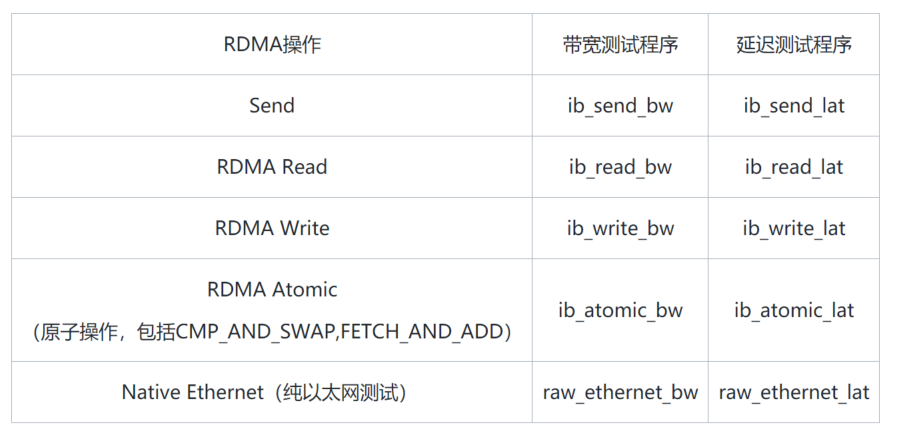 RDMA操作 带宽测试程序 延迟测试程序
Send ib_send_bw ib_send_lat
RDMA Read ib_read_bw ib_read_lat
RDMA Write ib_write_bw ib_write_lat
RDMA Atomic
（原子操作，包括CMP_AND_SWAP,FETCH_AND_ADD） ib_atomic_bw ib_atomic_lat
Native Ethernet（纯以太网测试） raw_ethernet_bw raw_ethernet_lat